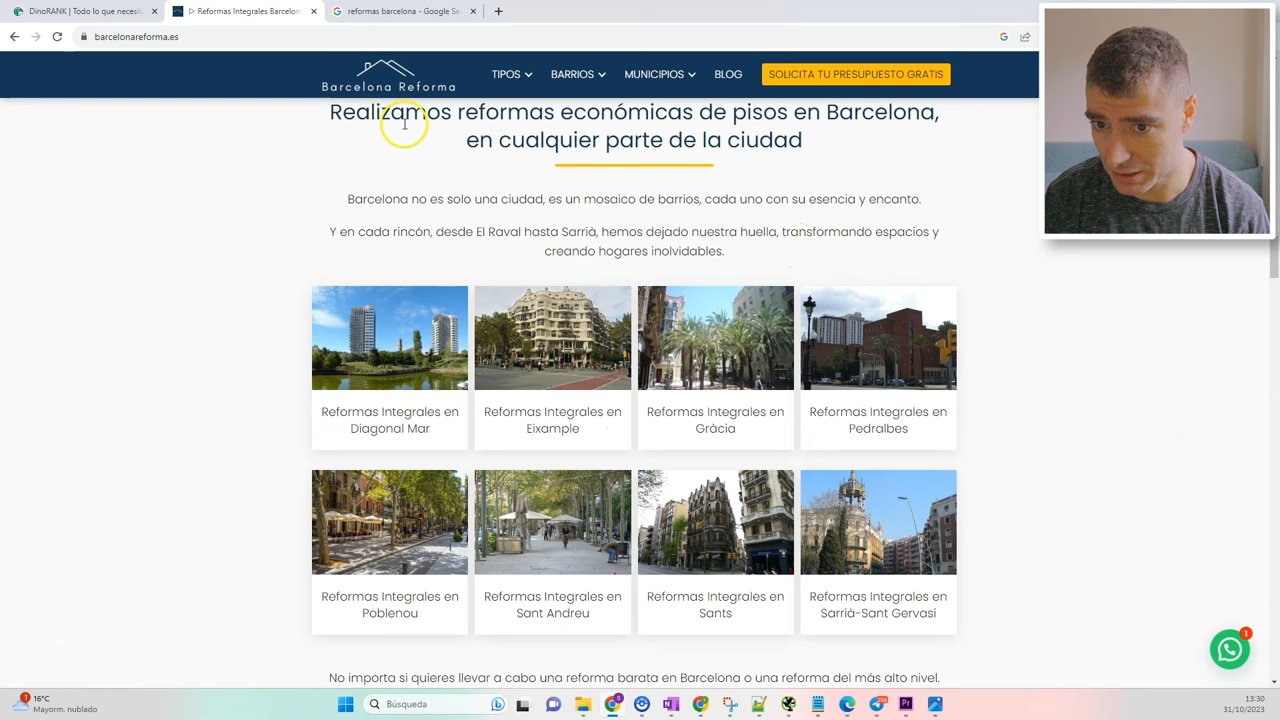 DinoRANK | Todo lo que necesit
▷ Reformas Integrales Barcelon
reformas barcelona - Google Se
barcelonareforma.es
Barcelona Reforma
TIPOS
BARRIOS
MUNICIPIOS
BLOG
SOLICITA TU PRESUPUESTO GRATIS
Realizamos reformas económicas de pisos en Barcelona,
en cualquier parte de la ciudad
Barcelona no es solo una ciudad, es un mosaico de barrios, cada uno con su esencia y encanto.
Y en cada rincón, desde El Raval hasta Sarrià, hemos dejado nuestra huella, transformando espacios y
creando hogares inolvidables.
Reformas Integrales en
Diagonal Mar
Reformas Integrales en
Eixample
Reformas Integrales en
Gràcia
Reformas Integrales en
Pedralbes
Reformas Integrales en
Poblenou
Reformas Integrales en
Sant Andreu
Reformas Integrales en
Sants
Reformas Integrales en
Sarrià-Sant Gervasi
No importa si quieres llevar a cabo una reforma barata en Barcelona o una reforma del más alto nivel.
1
1
16°C
Mayorm. nublado
Búsqueda
13:30
31/10/2023